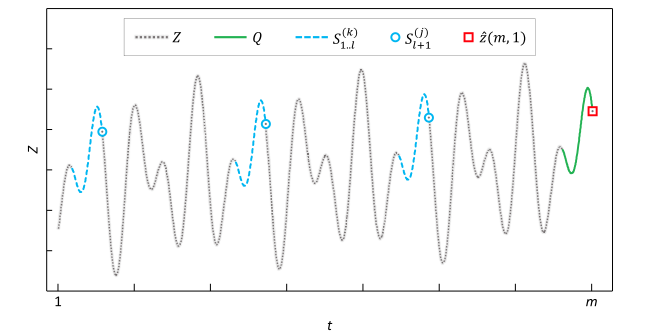 Z Q S_{1..l}^{(k)} S_{l+1}^{(j)} ẑ(m, 1)
Z
1 m
t